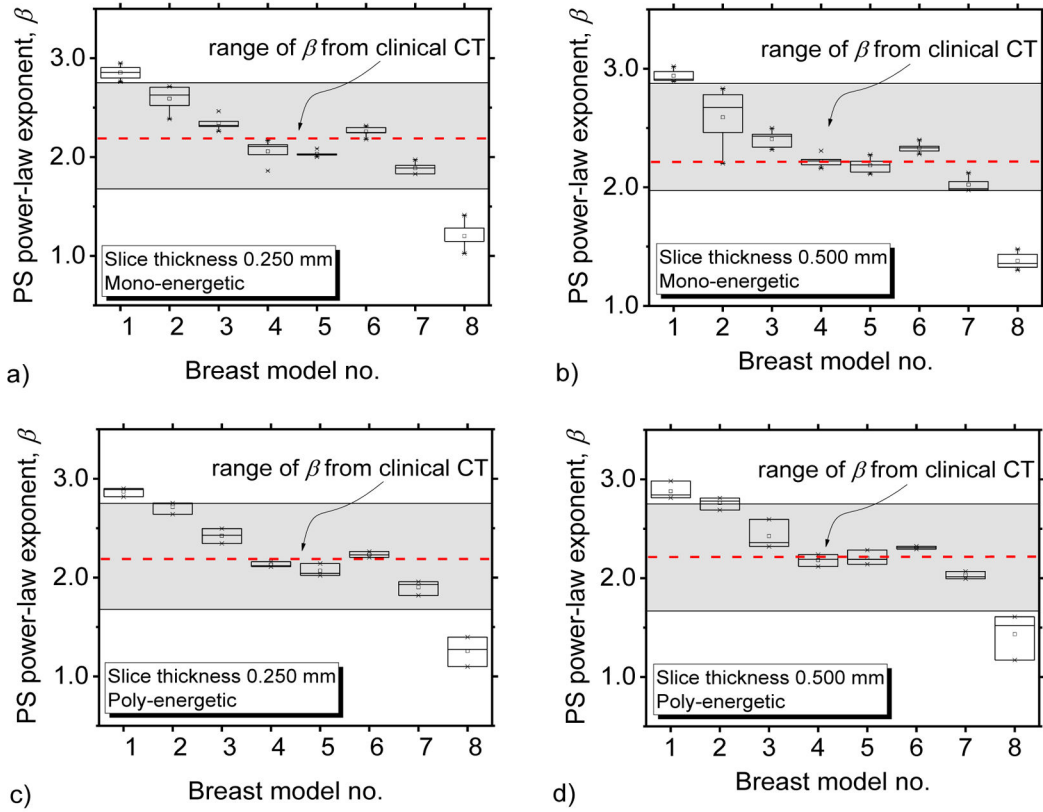 PS power-law exponent, β
3.0
2.0
1.0
range of β from clinical CT
Slice thickness 0.250 mm
Mono-energetic
1 2 3 4 5 6 7 8
Breast model no.
a)
PS power-law exponent, β
3.0
2.0
1.0
range of β from clinical CT
Slice thickness 0.500 mm
Mono-energetic
1 2 3 4 5 6 7 8
Breast model no.
b)
PS power-law exponent, β
3.0
2.0
1.0
range of β from clinical CT
Slice thickness 0.250 mm
Poly-energetic
1 2 3 4 5 6 7 8
Breast model no.
c)
PS power-law exponent, β
3.0
2.0
1.0
range of β from clinical CT
Slice thickness 0.500 mm
Poly-energetic
1 2 3 4 5 6 7 8
Breast model no.
d)